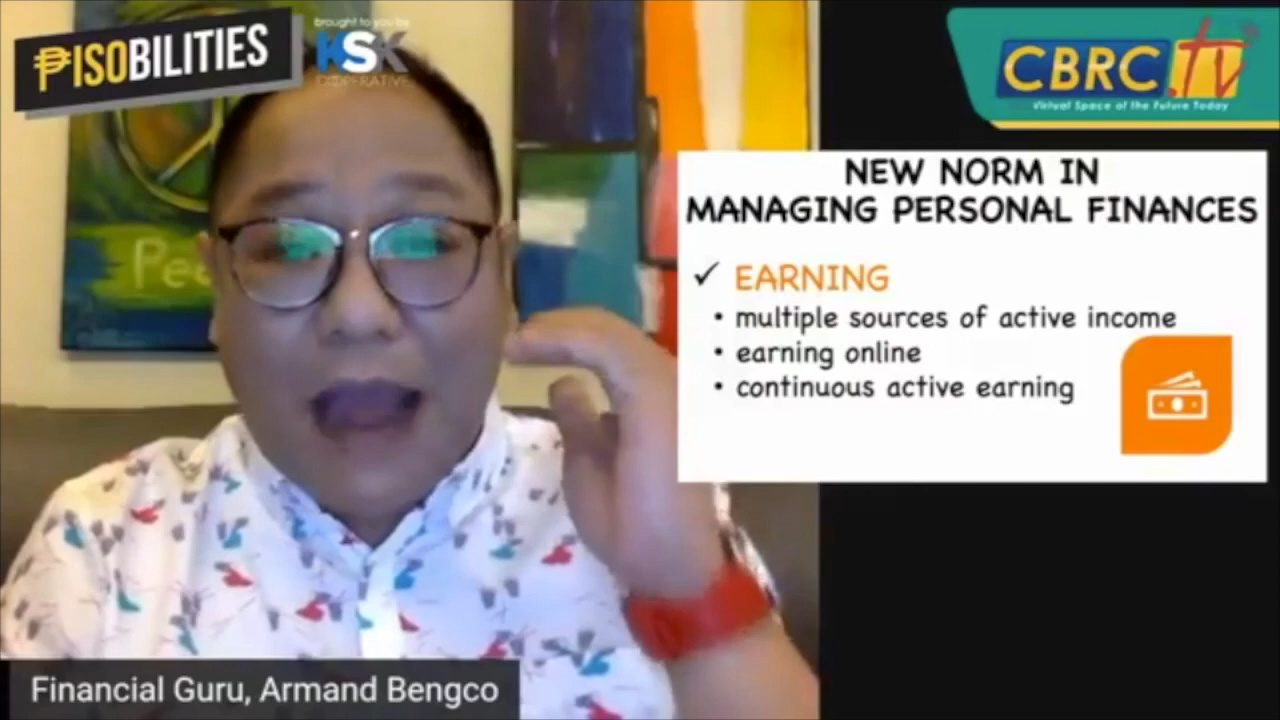 ₱ISOBILITIES
brought to you by
KSK
COOPERATIVE
CBRC.tv
Virtual Space of the Future Today
NEW NORM IN
MANAGING PERSONAL FINANCES
✓ EARNING
• multiple sources of active income
• earning online
• continuous active earning
Financial Guru, Armand Bengco